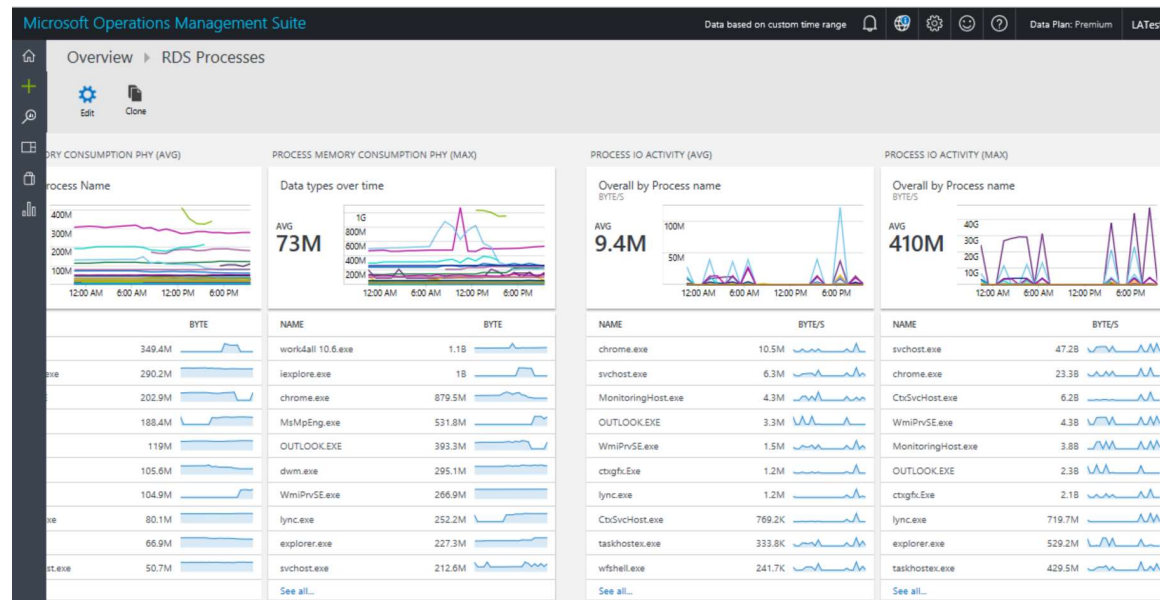 Microsoft Operations Management Suite
Data based on custom time range
Data Plan: Premium
LATes
Overview RDS Processes
Edit
Clone
ORY CONSUMPTION PHY (AVG)
rocess Name
400M
300M
200M
100M
12:00 AM 6:00 AM 12:00 PM 6:00 PM
BYTE
349.4M
exe 290.2M
202.9M
188.4M
119M
105.6M
104.9M
xe 80.1M
66.9M
st.exe 50.7M
PROCESS MEMORY CONSUMPTION PHY (MAX)
Data types over time
AVG
73M
1G
800M
600M
400M
200M
12:00 AM 6:00 AM 12:00 PM 6:00 PM
NAME BYTE
work4all 10.6.exe 1.1B
iexplore.exe 1B
chrome.exe 879.5M
MsMpEng.exe 531.8M
OUTLOOK.EXE 393.3M
dwm.exe 295.1M
WmiPrvSE.exe 266.9M
lync.exe 252.2M
explorer.exe 227.3M
svchost.exe 212.6M
See all...
PROCESS IO ACTIVITY (AVG)
Overall by Process name
BYTE/S
AVG
9.4M
100M
50M
12:00 AM 6:00 AM 12:00 PM 6:00 PM
NAME BYTE/S
chrome.exe 10.5M
svchost.exe 6.3M
MonitoringHost.exe 4.3M
OUTLOOK.EXE 3.3M
WmiPrvSE.exe 1.5M
ctxgfx.Exe 1.2M
lync.exe 1.2M
CtxSvcHost.exe 769.2K
taskhostex.exe 333.8K
wfshell.exe 241.7K
See all...
PROCESS IO ACTIVITY (MAX)
Overall by Process name
BYTE/S
AVG
410M
40G
30G
20G
10G
12:00 AM 6:00 AM 12:00 PM 6:00 PM
NAME BYTE/S
svchost.exe 47.2B
chrome.exe 23.3B
CtxSvcHost.exe 6.2B
WmiPrvSE.exe 4.3B
MonitoringHost.exe 3.8B
OUTLOOK.EXE 2.3B
ctxgfx.Exe 2.1B
lync.exe 719.7M
explorer.exe 529.2M
taskhostex.exe 429.5M
See all...